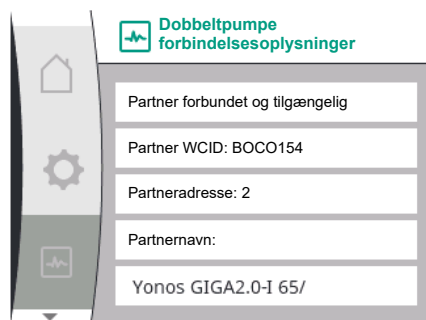 Dobbeltpumpe
forbindelsesoplysninger
Partner forbundet og tilgængelig
Partner WCID: BOCO154
Partneradresse: 2
Partnernavn:
Yonos GIGA2.0-I 65/